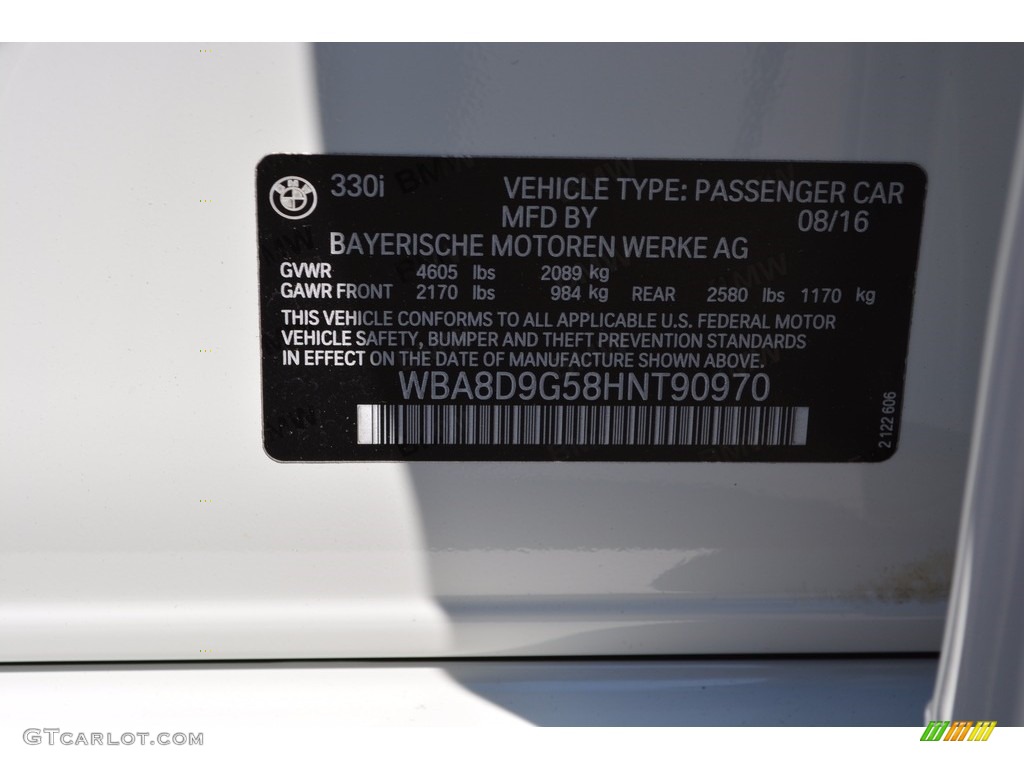 BMW
330i VEHICLE TYPE: PASSENGER CAR
MFD BY 08/16
BAYERISCHE MOTOREN WERKE AG
GVWR 4605 lbs 2089 kg
GAWR FRONT 2170 lbs 984 kg REAR 2580 lbs 1170 kg
THIS VEHICLE CONFORMS TO ALL APPLICABLE U.S. FEDERAL MOTOR
VEHICLE SAFETY, BUMPER AND THEFT PREVENTION STANDARDS
IN EFFECT ON THE DATE OF MANUFACTURE SHOWN ABOVE.
WBA8D9G58HNT90970
2 122 606
GTCARLOT.COM